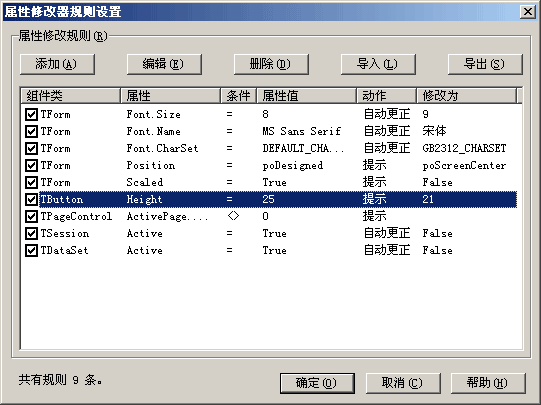 属性修改器规则设置
属性修改规则(R)
添加(A) 编辑(E) 删除(D) 导入(L) 导出(S)
组件类 属性 条件 属性值 动作 修改为
TForm Font.Size = 8 自动更正 9
TForm Font.Name = MS Sans Serif 自动更正 宋体
TForm Font.CharSet = DEFAULT_CHA... 自动更正 GB2312_CHARSET
TForm Position = poDesigned 提示 poScreenCenter
TForm Scaled = True 提示 False
TButton Height = 25 提示 21
TPageControl ActivePage.... <> 0 提示
TSession Active = True 自动更正 False
TDataSet Active = True 自动更正 False
共有规则 9 条。
确定(O) 取消(C) 帮助(H)